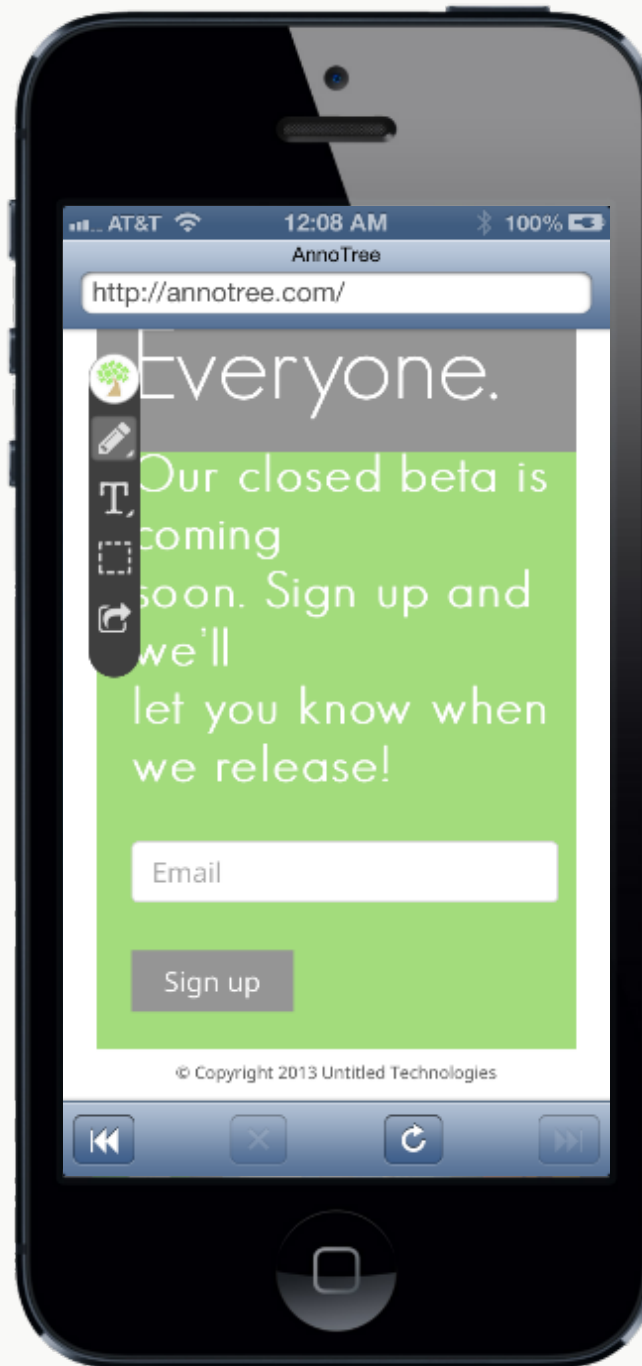 AT&T 12:08 AM 100%
AnnoTree
http://annotree.com/
Everyone.
Our closed beta is
coming
soon. Sign up and
we'll
let you know when
we release!
T
Email
Sign up
© Copyright 2013 Untitled Technologies